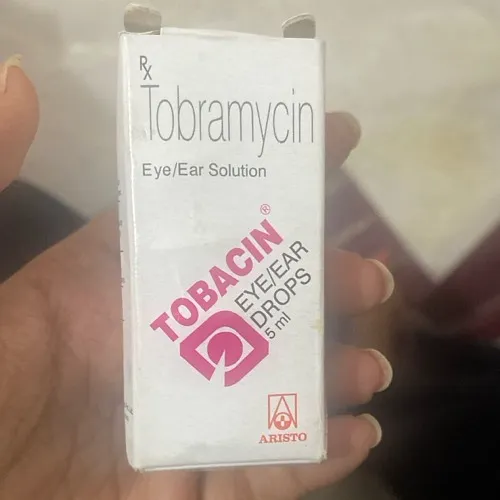 Rx
Tobramycin
Eye/Ear Solution
TOBACIN®
EYE/EAR
DROPS
5 ml
ARISTO